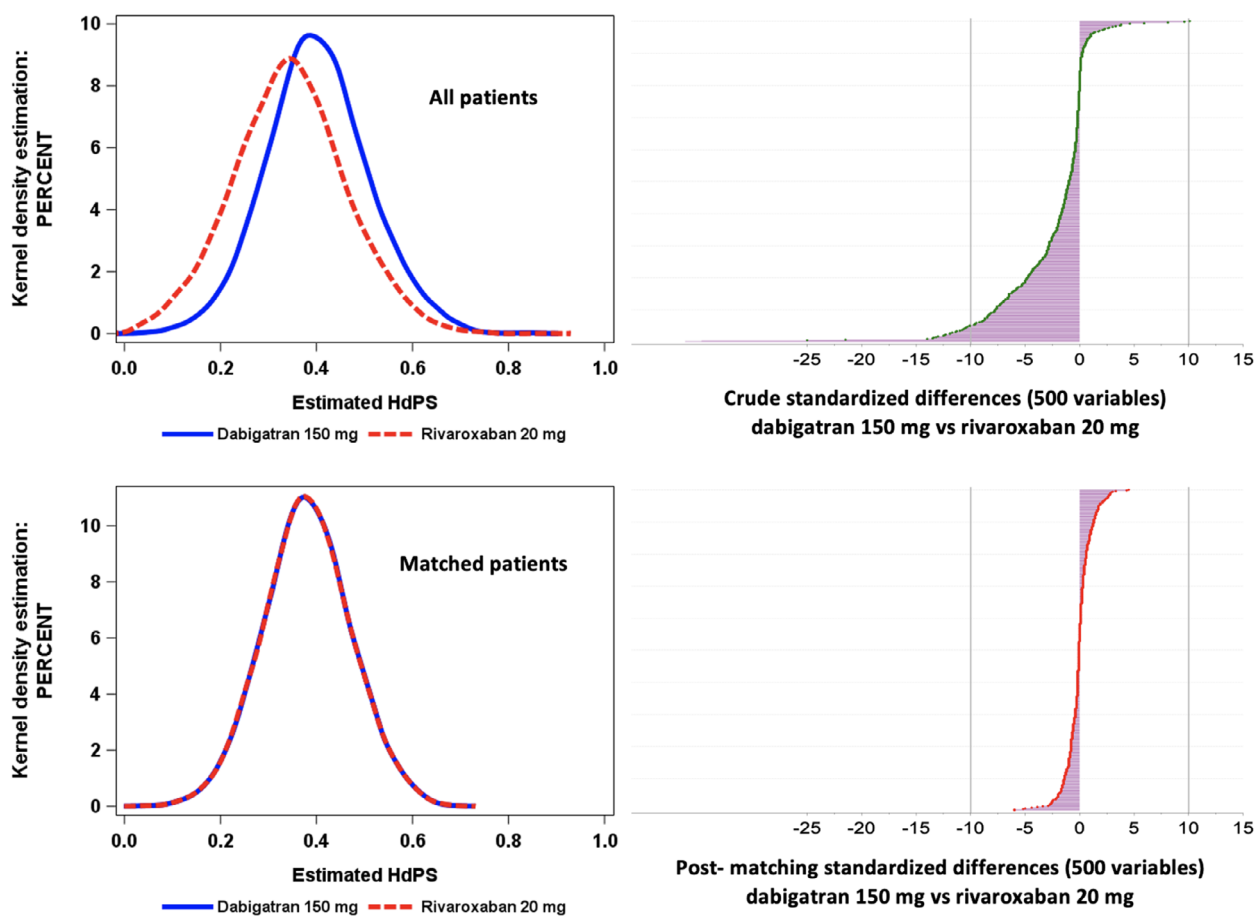 Kernel density estimation:
PERCENT
10
8
6
4
2
0
All patients
0.0 0.2 0.4 0.6 0.8 1.0
Estimated HdPS
Dabigatran 150 mg Rivaroxaban 20 mg
-25 -20 -15 -10 -5 0 5 10 15
Crude standardized differences (500 variables)
dabigatran 150 mg vs rivaroxaban 20 mg
Kernel density estimation:
PERCENT
10
8
6
4
2
0
Matched patients
0.0 0.2 0.4 0.6 0.8 1.0
Estimated HdPS
Dabigatran 150 mg Rivaroxaban 20 mg
-25 -20 -15 -10 -5 0 5 10 15
Post- matching standardized differences (500 variables)
dabigatran 150 mg vs rivaroxaban 20 mg